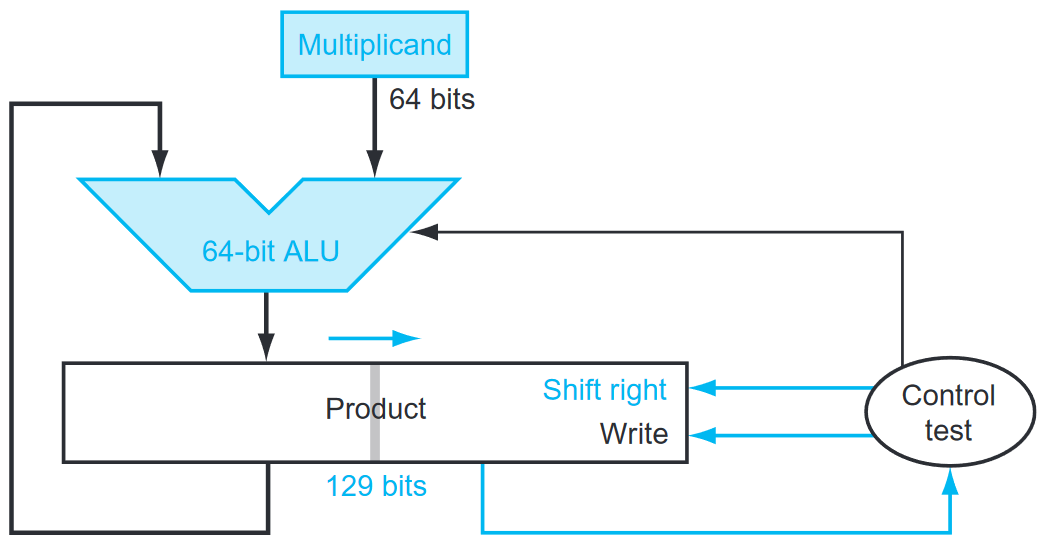 Multiplicand
64 bits
64-bit ALU
Product
Shift right
Write
129 bits
Control
test